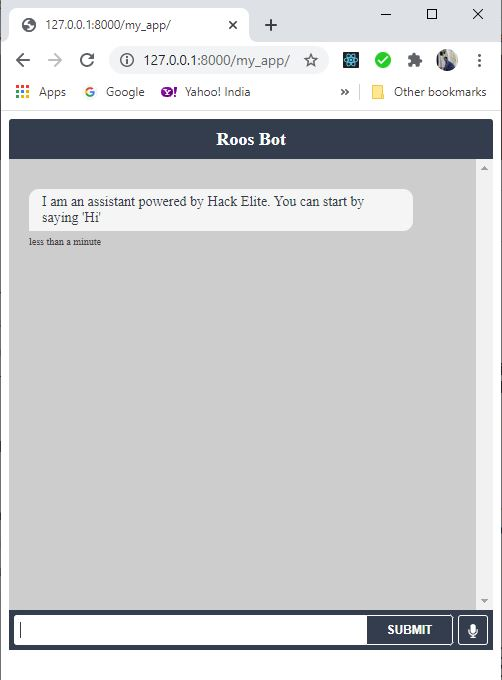 127.0.0.1:8000/my_app/
127.0.0.1:8000/my_app/
Apps Google Yahoo! India Other bookmarks
Roos Bot
I am an assistant powered by Hack Elite. You can start by
saying 'Hi'
less than a minute
SUBMIT